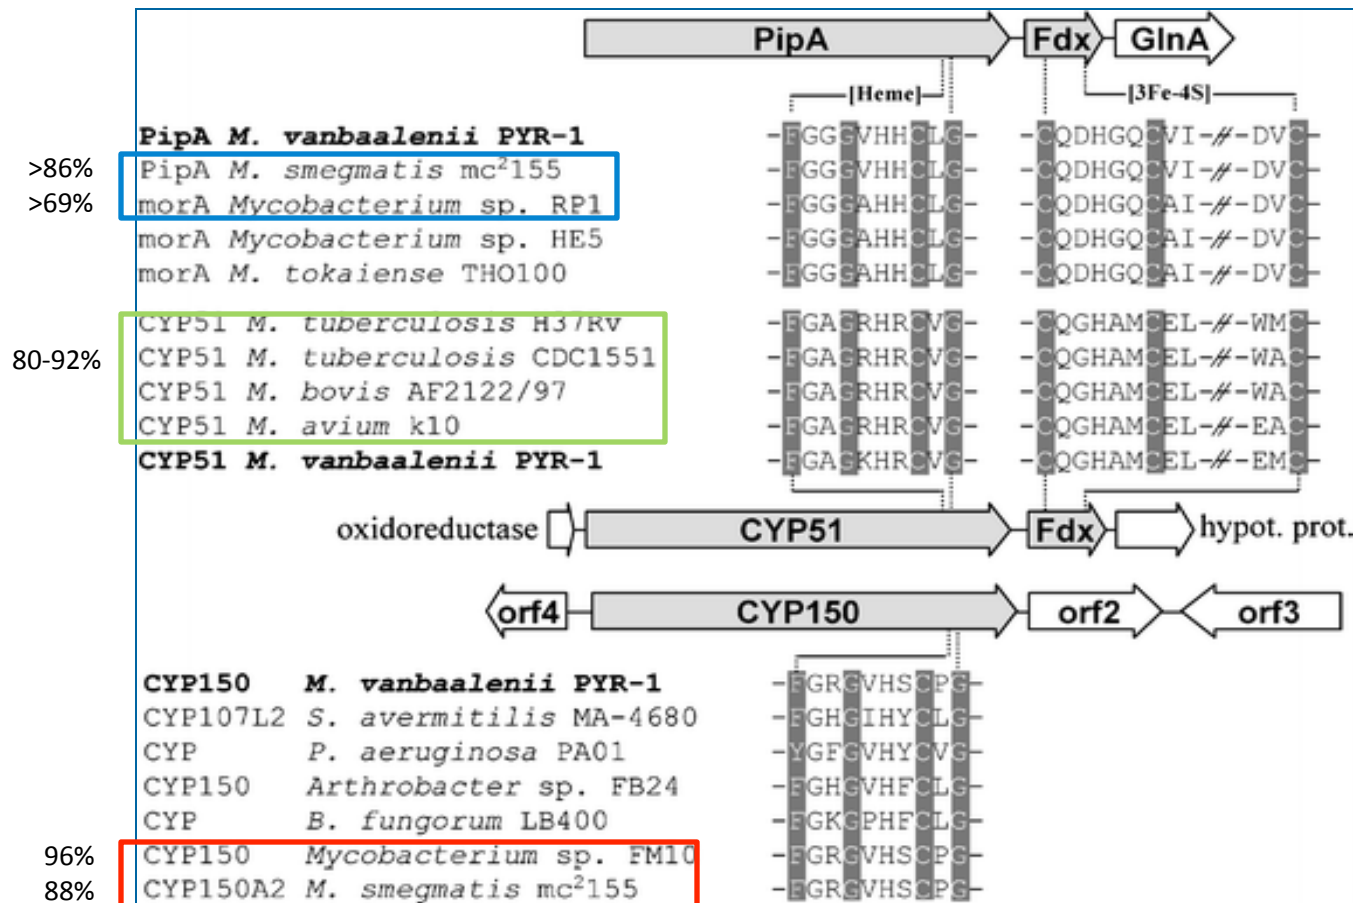 PipA Fdx GlnA
[Heme] [3Fe-4S]
PipA M. vanbaalenii PYR-1 -FGGGVHHCLG- -CQDHGQCVI-//-DVC-
>86% PipA M. smegmatis mc²155 -FGGGVHHCLG- -CQDHGQCVI-//-DVC-
>69% morA Mycobacterium sp. RP1 -FGGGAHHCLG- -CQDHGQCAI-//-DVC-
morA Mycobacterium sp. HE5 -FGGGAHHCLG- -CQDHGQCAI-//-DVC-
morA M. tokaiense THO100 -FGGGAHHCLG- -CQDHGQCAI-//-DVC-
CYP51 M. tuberculosis H37Rv -FGAGRHRCVG- -CQGHAMCEL-//-WMC-
80-92% CYP51 M. tuberculosis CDC1551 -FGAGRHRCVG- -CQGHAMCEL-//-WAC-
CYP51 M. bovis AF2122/97 -FGAGRHRCVG- -CQGHAMCEL-//-WAC-
CYP51 M. avium k10 -FGAGRHRCVG- -CQGHAMCEL-//-EAC-
CYP51 M. vanbaalenii PYR-1 -FGAGKHRCVG- -CQGHAMCEL-//-EMC-
oxidoreductase CYP51 Fdx hypot. prot.
orf4 CYP150 orf2 orf3
CYP150 M. vanbaalenii PYR-1 -FGRGVHSCPG-
CYP107L2 S. avermitilis MA-4680 -FGHGIHYCLG-
CYP P. aeruginosa PA01 -YGFGVHYCVG-
CYP150 Arthrobacter sp. FB24 -FGHGVHFCLG-
CYP B. fungorum LB400 -FGKGPHFCLG-
96% CYP150 Mycobacterium sp. FM10 -FGRGVHSCPG-
88% CYP150A2 M. smegmatis mc²155 -FGRGVHSCPG-